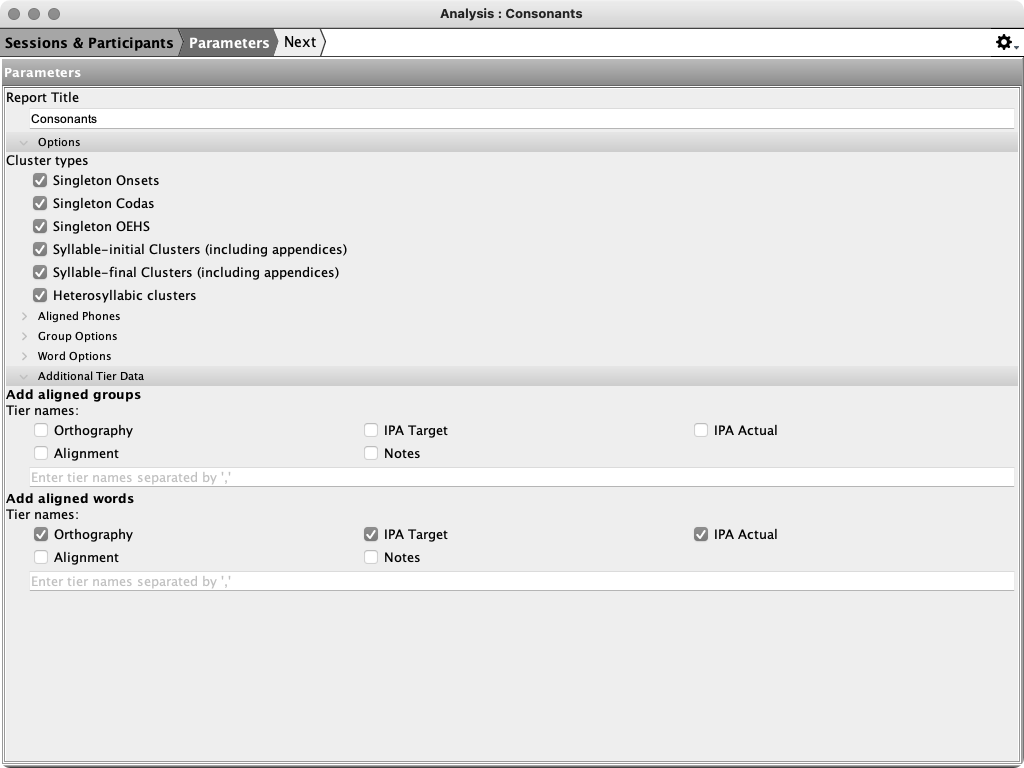 Analysis : Consonants
Sessions & Participants Parameters Next
Parameters
Report Title
Consonants
Options
Cluster types
Singleton Onsets
Singleton Codas
Singleton OEHS
Syllable-initial Clusters (including appendices)
Syllable-final Clusters (including appendices)
Heterosyllabic clusters
Aligned Phones
Group Options
Word Options
Additional Tier Data
Add aligned groups
Tier names:
Orthography IPA Target IPA Actual
Alignment Notes
Enter tier names separated by ','
Add aligned words
Tier names:
Orthography IPA Target IPA Actual
Alignment Notes
Enter tier names separated by ','